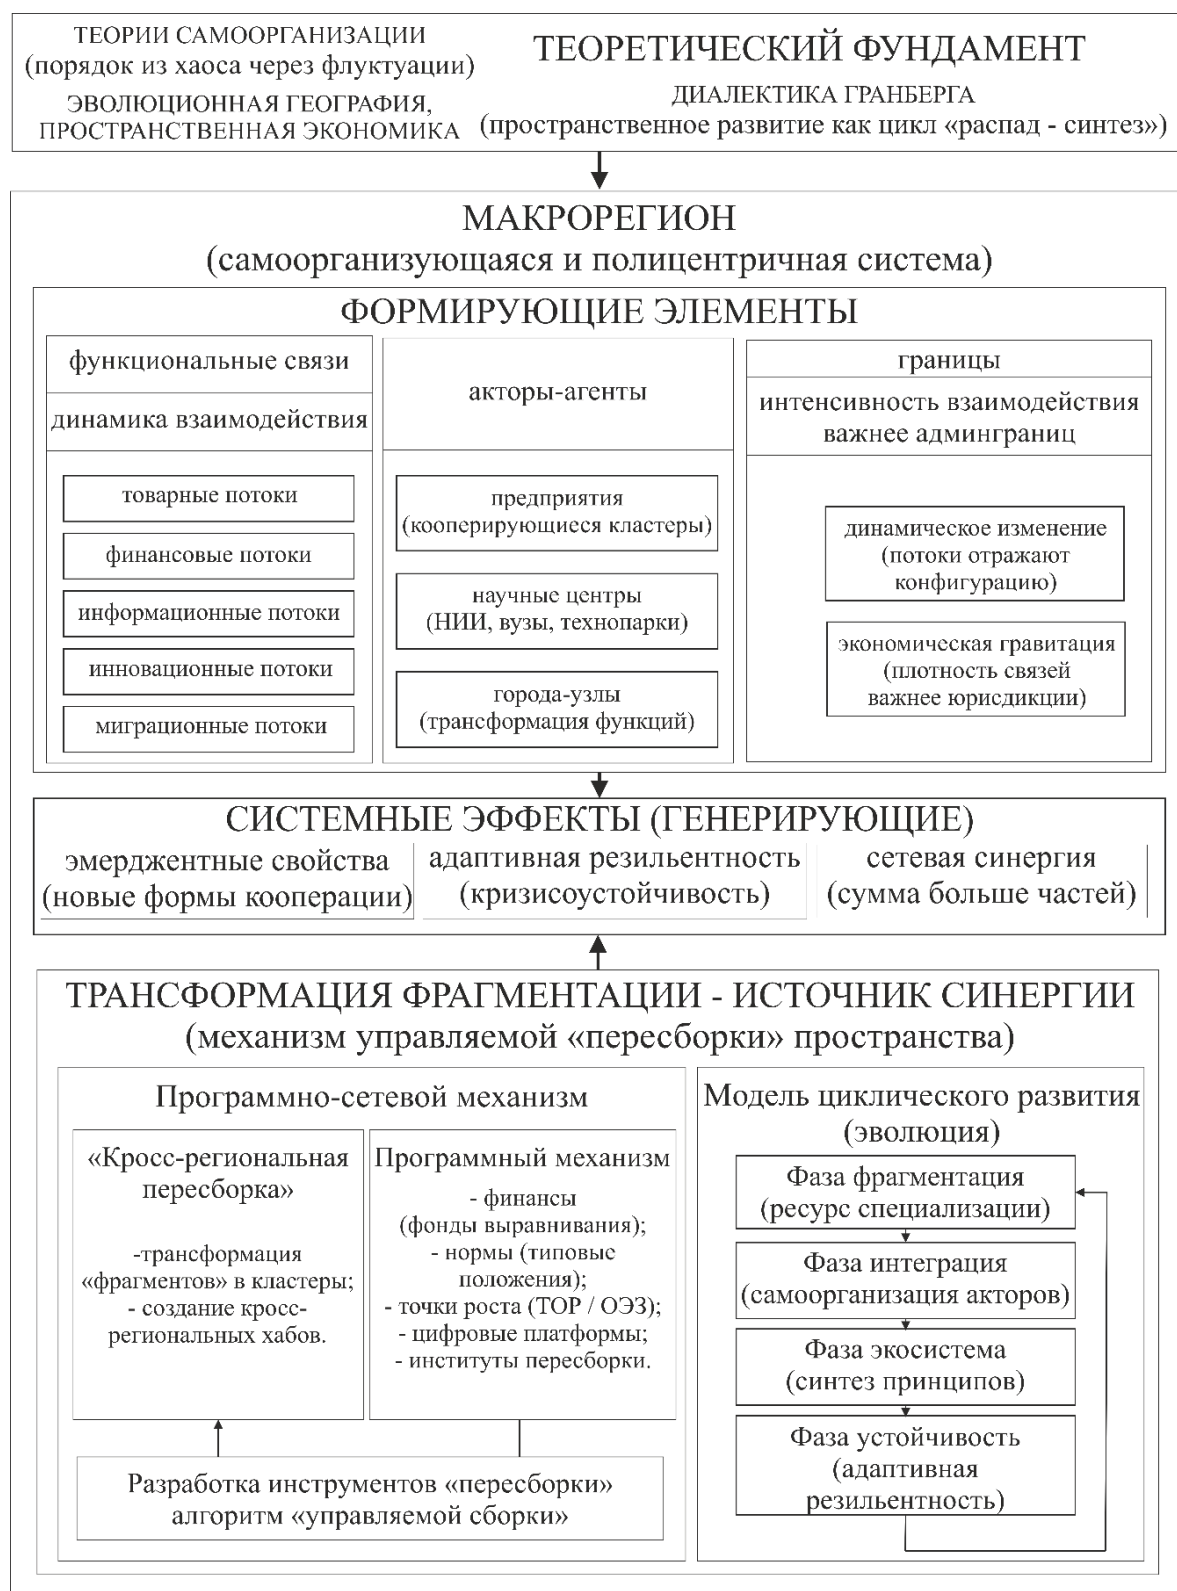 ТЕОРИИ САМООРГАНИЗАЦИИ
(порядок из хаоса через флуктуации)
ЭВОЛЮЦИОННАЯ ГЕОГРАФИЯ,
ПРОСТРАНСТВЕННАЯ ЭКОНОМИКА
ТЕОРЕТИЧЕСКИЙ ФУНДАМЕНТ
ДИАЛЕКТИКА ГРАНБЕРГА
(пространственное развитие как цикл «распад - синтез»)
МАКРОРЕГИОН
(самоорганизующаяся и полицентричная система)
ФОРМИРУЮЩИЕ ЭЛЕМЕНТЫ
функциональные связи
динамика взаимодействия
товарные потоки
финансовые потоки
информационные потоки
инновационные потоки
миграционные потоки
акторы-агенты
предприятия
(кооперирующиеся кластеры)
научные центры
(НИИ, вузы, технопарки)
города-узлы
(трансформация функций)
границы
интенсивность взаимодействия
важнее админграниц
динамическое изменение
(потоки отражают
конфигурацию)
экономическая гравитация
(плотность связей
важнее юрисдикции)
СИСТЕМНЫЕ ЭФФЕКТЫ (ГЕНЕРИРУЮЩИЕ)
эмерджентные свойства
(новые формы кооперации)
адаптивная резильентность
(кризисоустойчивость)
сетевая синергия
(сумма больше частей)
ТРАНСФОРМАЦИЯ ФРАГМЕНТАЦИИ - ИСТОЧНИК СИНЕРГИИ
(механизм управляемой «пересборки» пространства)
Программно-сетевой механизм
«Кросс-региональная
пересборка»
-трансформация
«фрагментов» в кластеры;
- создание кросс-
региональных хабов.
Программный механизм
- финансы
(фонды выравнивания);
- нормы (типовые
положения);
- точки роста (ТОР / ОЭЗ);
- цифровые платформы;
- институты пересборки.
Разработка инструментов «пересборки»
алгоритм «управляемой сборки»
Модель циклического развития
(эволюция)
Фаза фрагментация
(ресурс специализации)
Фаза интеграция
(самоорганизация акторов)
Фаза экосистема
(синтез принципов)
Фаза устойчивость
(адаптивная
резильентность)